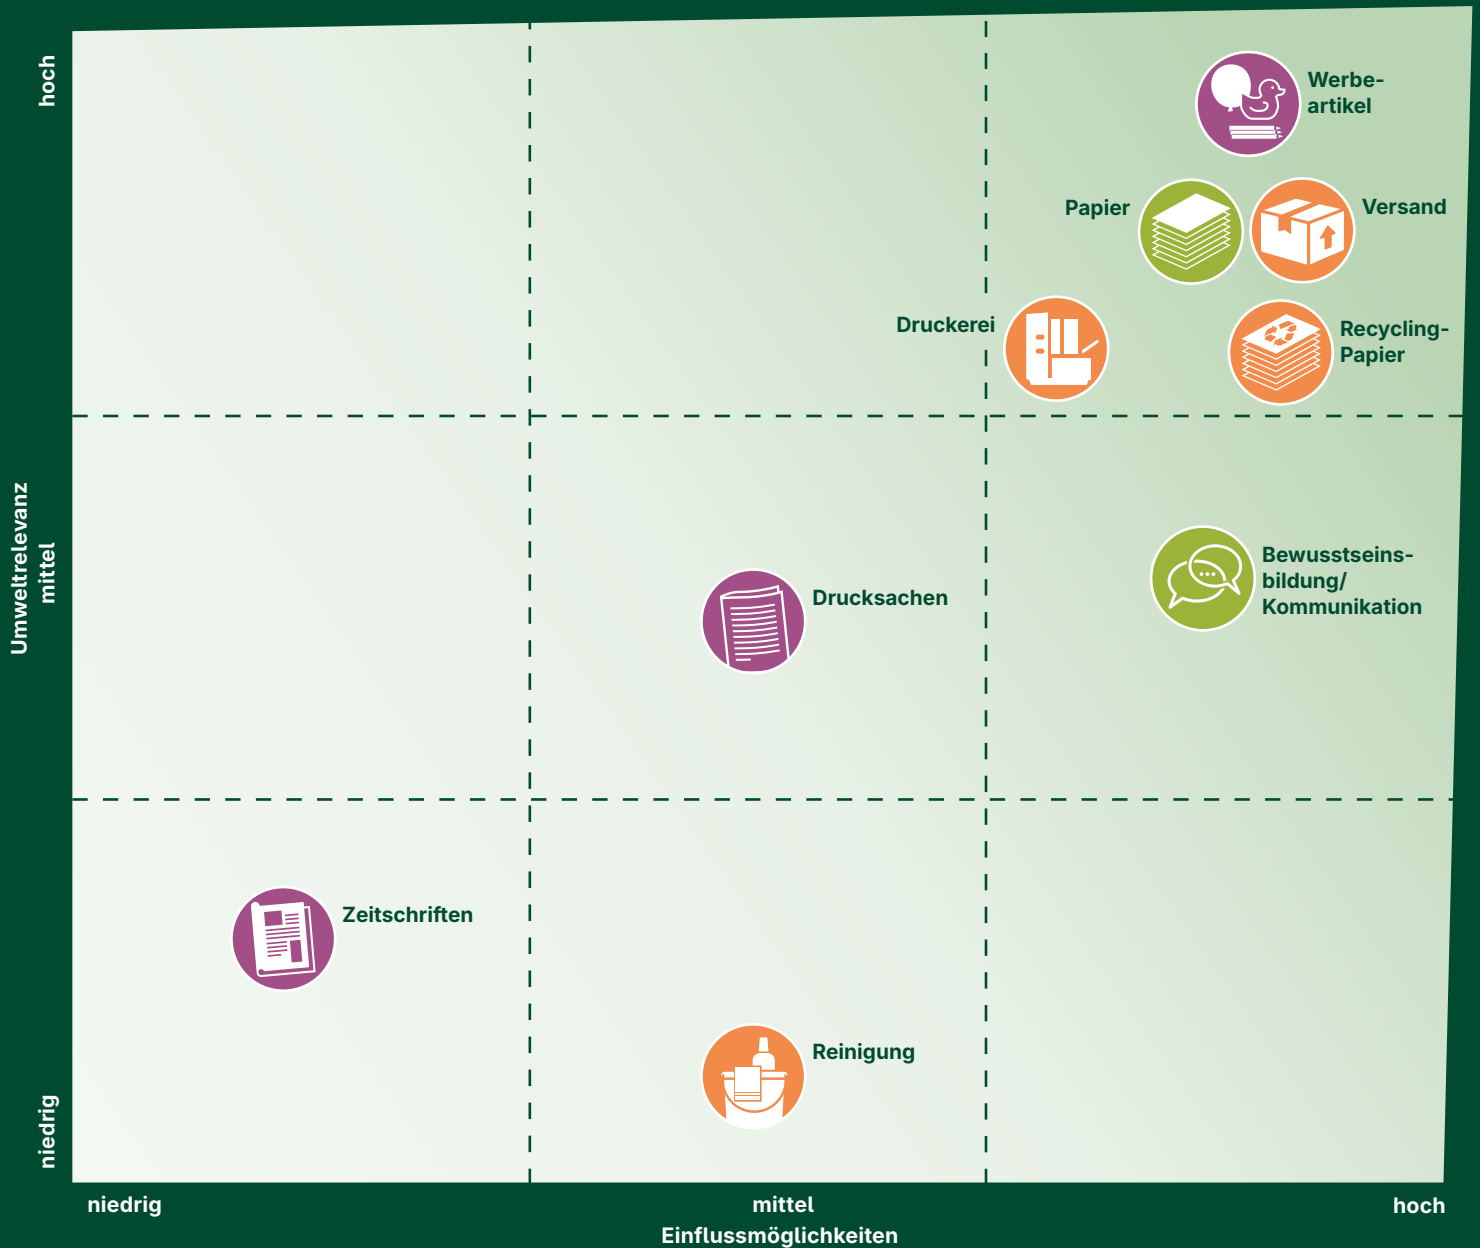 hoch
Werbe-
artikel
Papier
Versand
Druckerei
Recycling-
Papier
Umweltrelevanz
mittel
Bewusstseins-
bildung/
Kommunikation
Drucksachen
Zeitschriften
Reinigung
niedrig
niedrig
mittel
hoch
Einflussmöglichkeiten